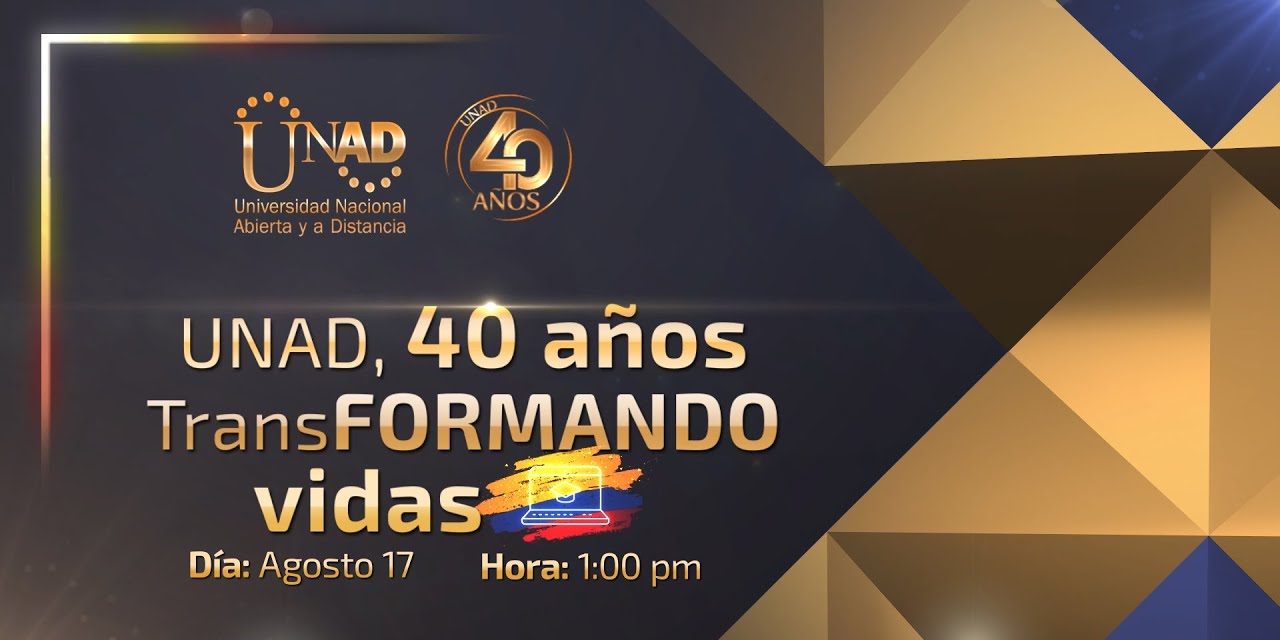 UNAD
Universidad Nacional
Abierta y a Distancia
UNAD
40
AÑOS
UNAD, 40 años
TransFORMANDO
vidas
Día: Agosto 17 Hora: 1:00 pm